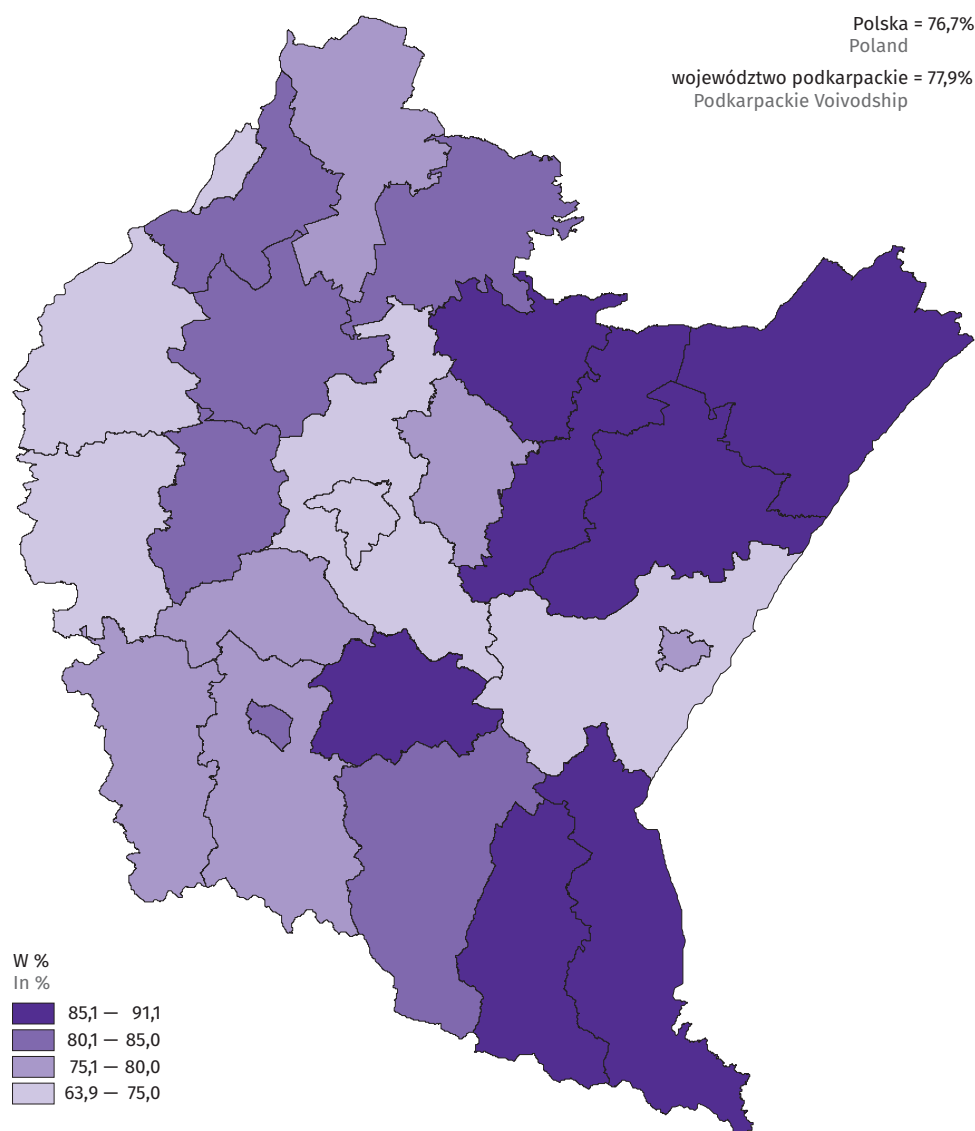 Polska = 76,7%
Poland
województwo podkarpackie = 77,9%
Podkarpackie Voivodship
W %
In %
85,1 — 91,1
80,1 — 85,0
75,1 — 80,0
63,9 — 75,0